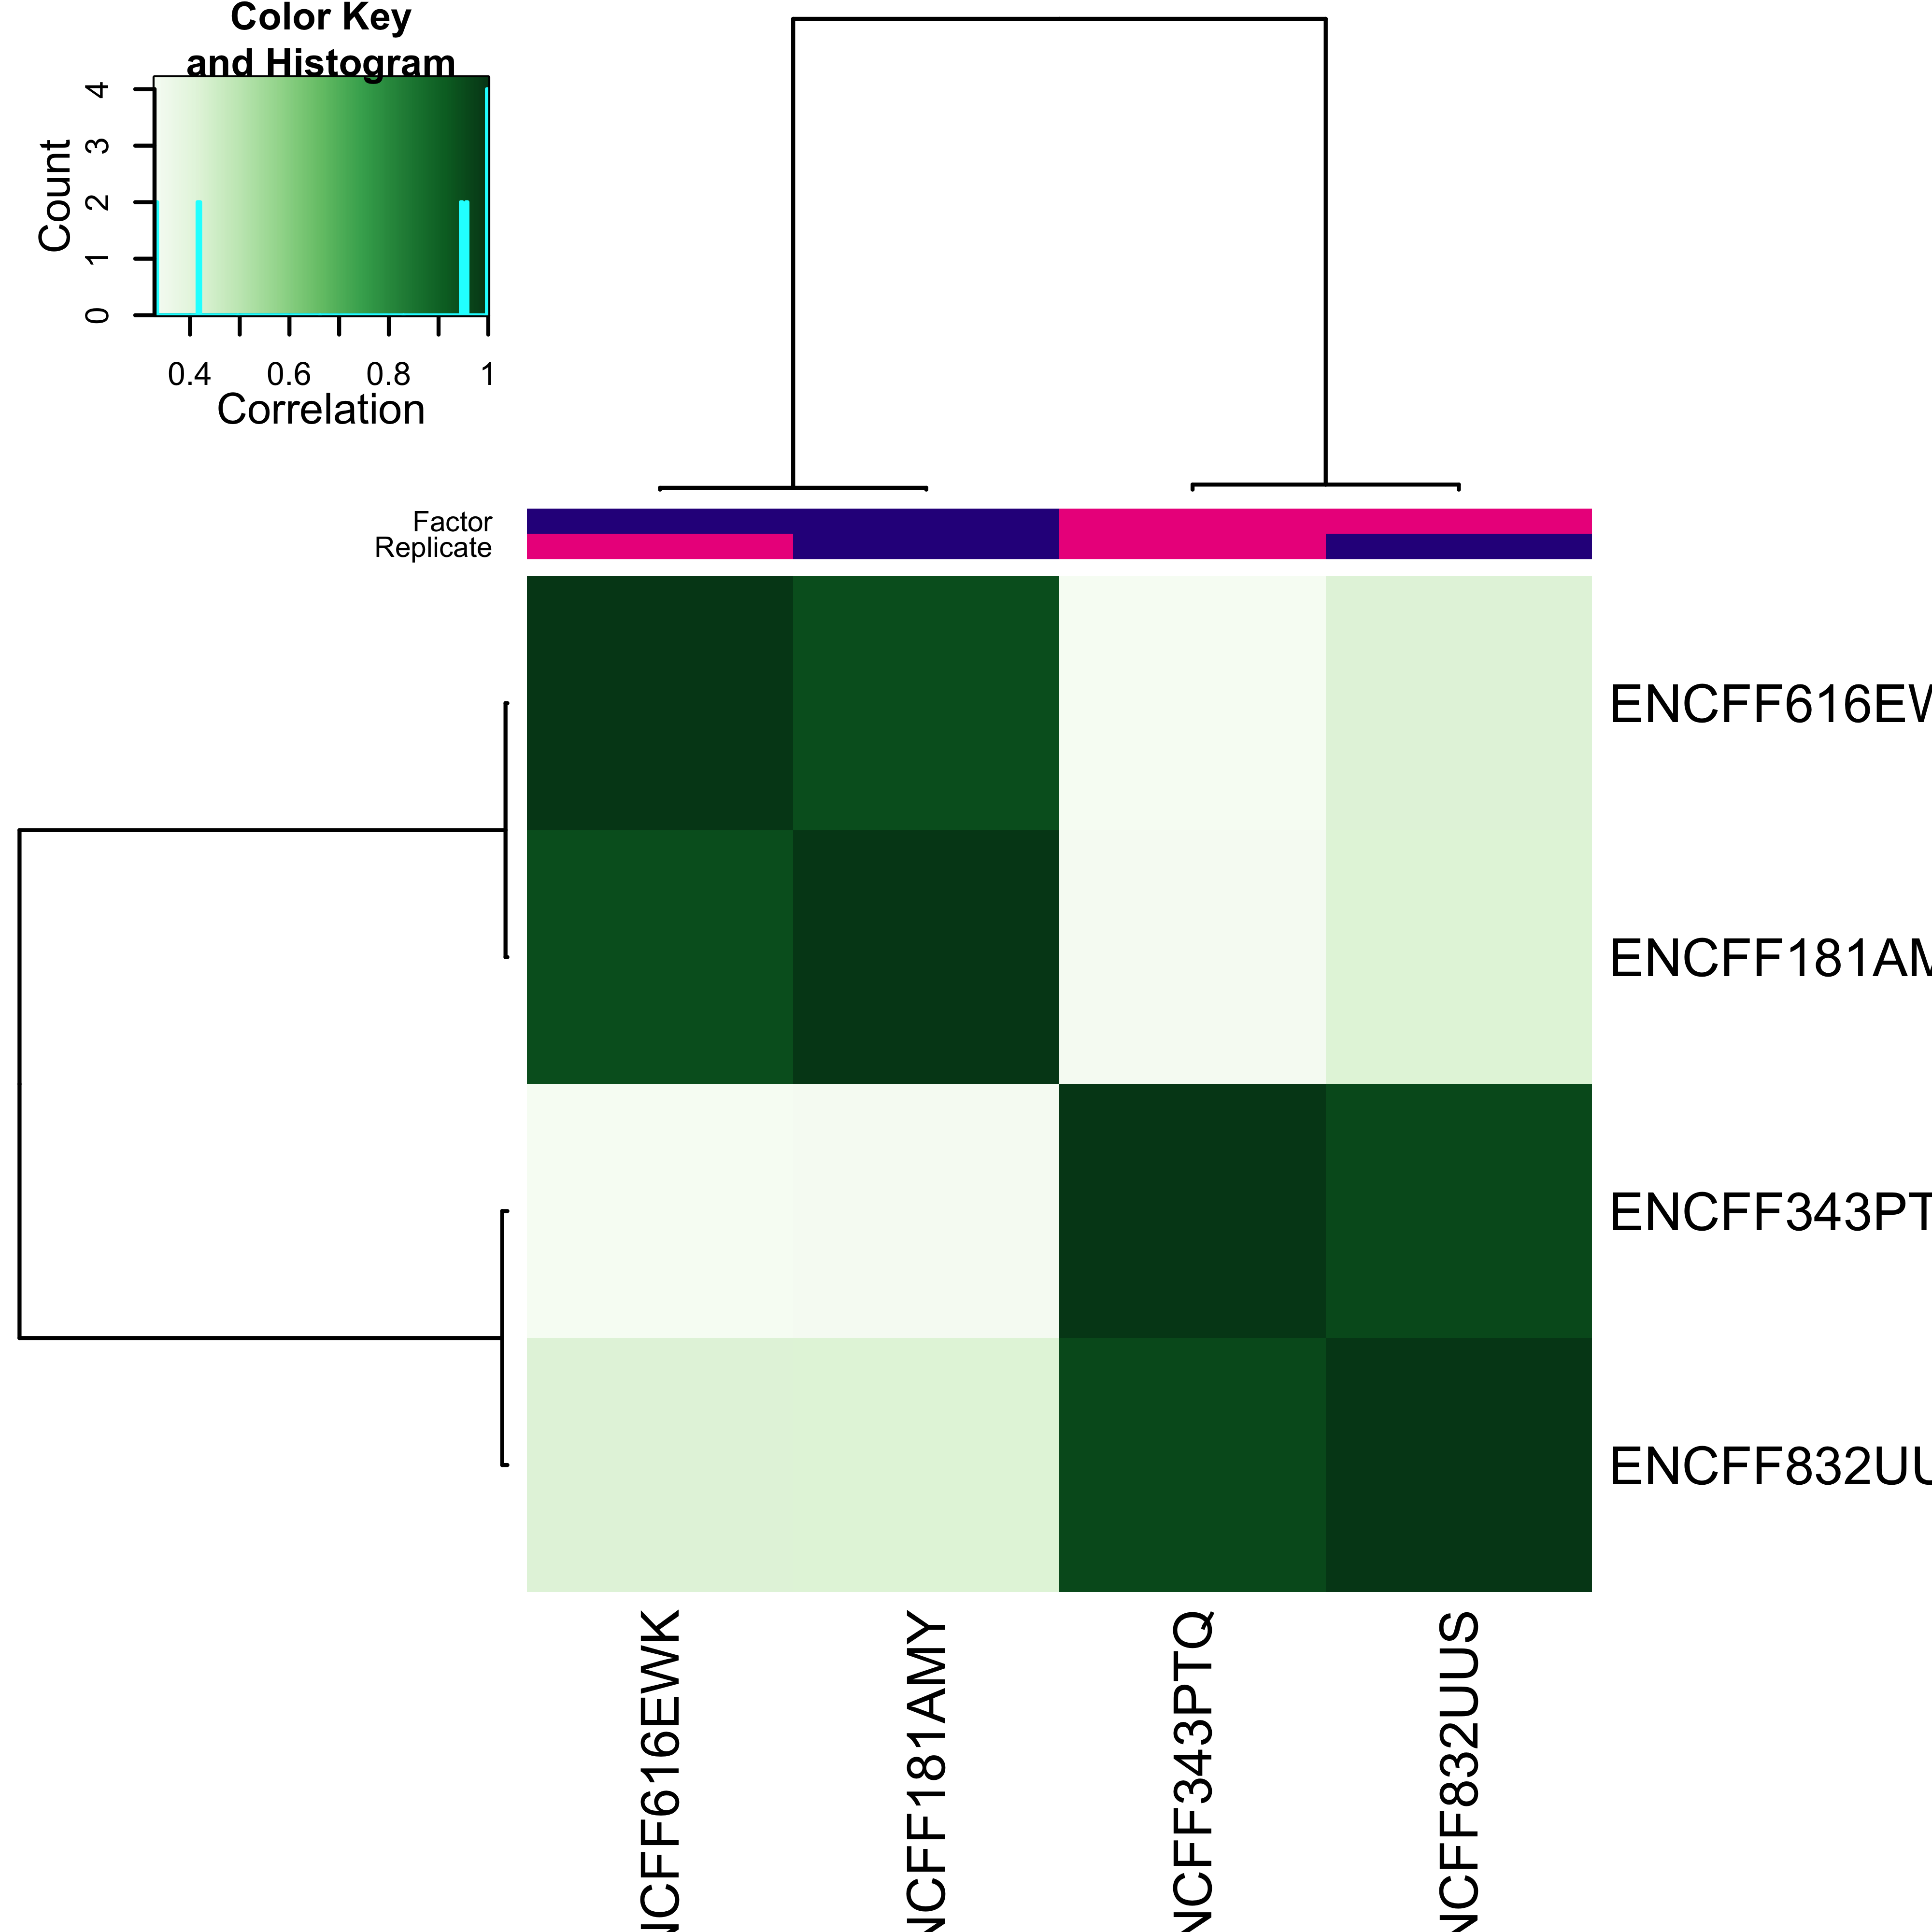 Color Key
and Histogram
Count
0 1 2 3 4
0.4 0.6 0.8 1
Correlation
Factor
Replicate
ENCFF616EW
ENCFF181AM
ENCFF343PT
ENCFF832UU
NCFF616EWK
NCFF181AMY
NCFF343PTQ
NCFF832UUS